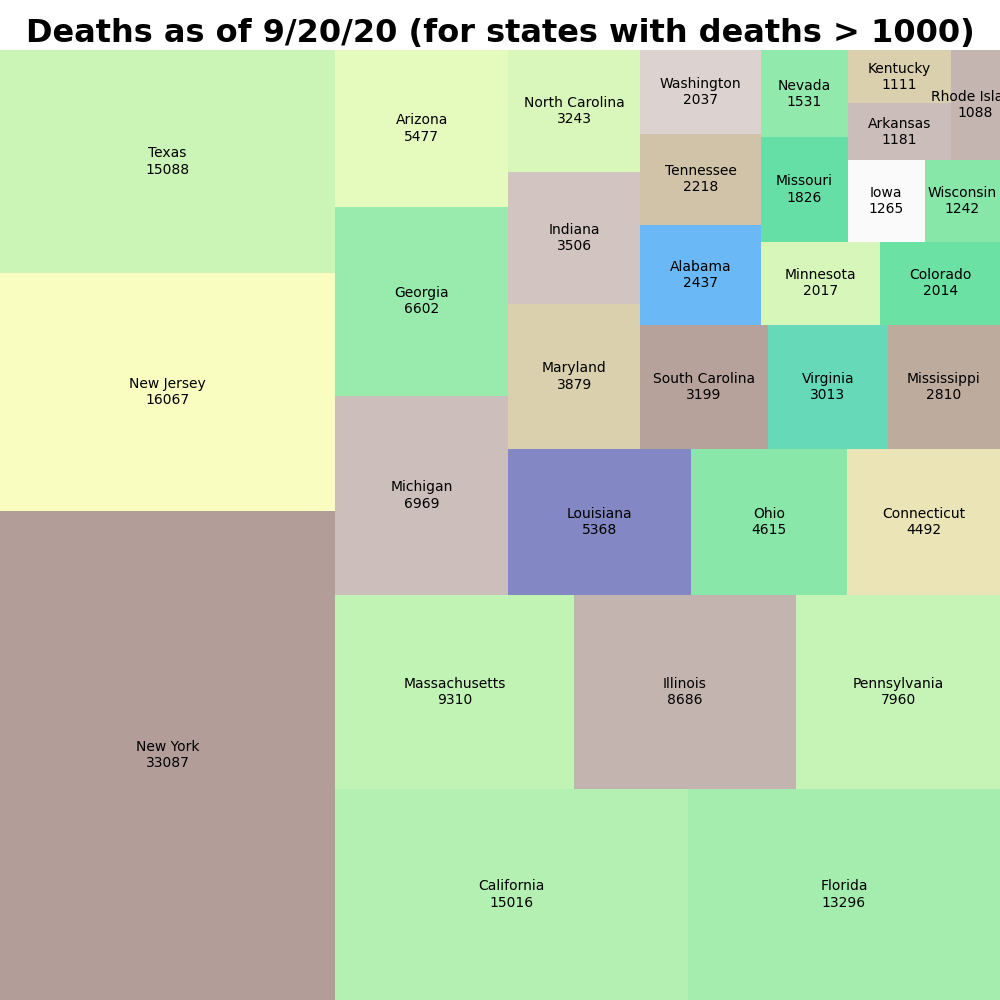 Deaths as of 9/20/20 (for states with deaths > 1000)
Texas
15088
New Jersey
16067
New York
33087
Arizona
5477
Georgia
6602
Michigan
6969
North Carolina
3243
Indiana
3506
Maryland
3879
Washington
2037
Tennessee
2218
Alabama
2437
Nevada
1531
Missouri
1826
Kentucky
1111
Arkansas
1181
Rhode Isla
1088
Iowa
1265
Wisconsin
1242
Minnesota
2017
Colorado
2014
South Carolina
3199
Virginia
3013
Mississippi
2810
Louisiana
5368
Ohio
4615
Connecticut
4492
Massachusetts
9310
Illinois
8686
Pennsylvania
7960
California
15016
Florida
13296